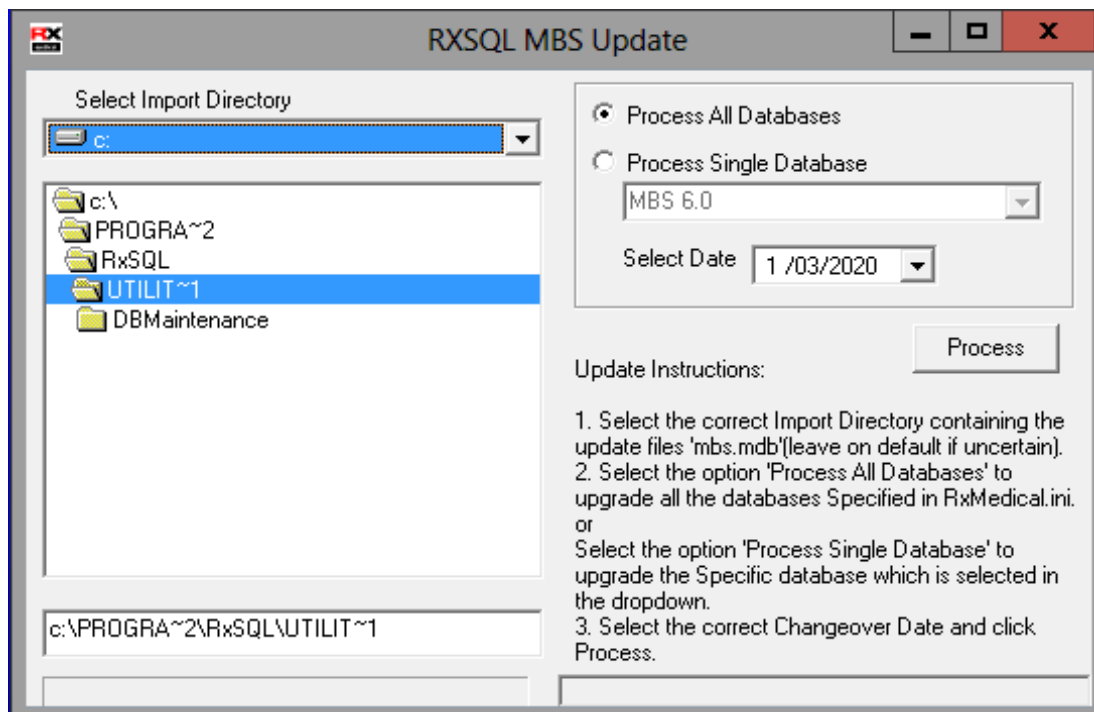 RX
RXSQL MBS Update
Select Import Directory
c:
c:\
PROGRA~2
RxSQL
UTILIT~1
DBMaintenance
c:\PROGRA~2\RxSQL\UTILIT~1
Process All Databases
Process Single Database
MBS 6.0
Select Date 1 /03/2020
Process
Update Instructions:
1. Select the correct Import Directory containing the
update files 'mbs.mdb'(leave on default if uncertain).
2. Select the option 'Process All Databases' to
upgrade all the databases Specified in RxMedical.ini.
or
Select the option 'Process Single Database' to
upgrade the Specific database which is selected in
the dropdown.
3. Select the correct Changeover Date and click
Process.